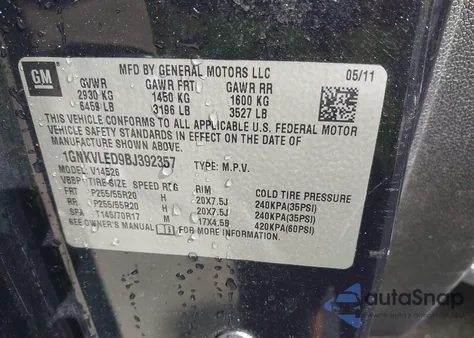 GM
MFD BY GENERAL MOTORS LLC 05/11
GVWR GAWR FRT GAWR RR
2930 KG 1450 KG 1600 KG
6459 LB 3196 LB 3527 LB
THIS VEHICLE CONFORMS TO ALL APPLICABLE U.S. FEDERAL MOTOR
VEHICLE SAFETY STANDARDS IN EFFECT ON THE DATE OF
MANUFACTURE SHOWN ABOVE.
1GNKVLED9BJ392357 TYPE: M.P.V.
MODEL: V14526
VBBP TIRE SIZE SPEED RTG RIM COLD TIRE PRESSURE
FRT P255/55R20 H 20X7.5J 240KPA(35PSI)
RR P255/55R20 H 20X7.5J 240KPA(35PSI)
SPA T145/70R17 M 17X4.5B 420KPA(60PSI)
SEE OWNER'S MANUAL FOR MORE INFORMATION.
autoSnap